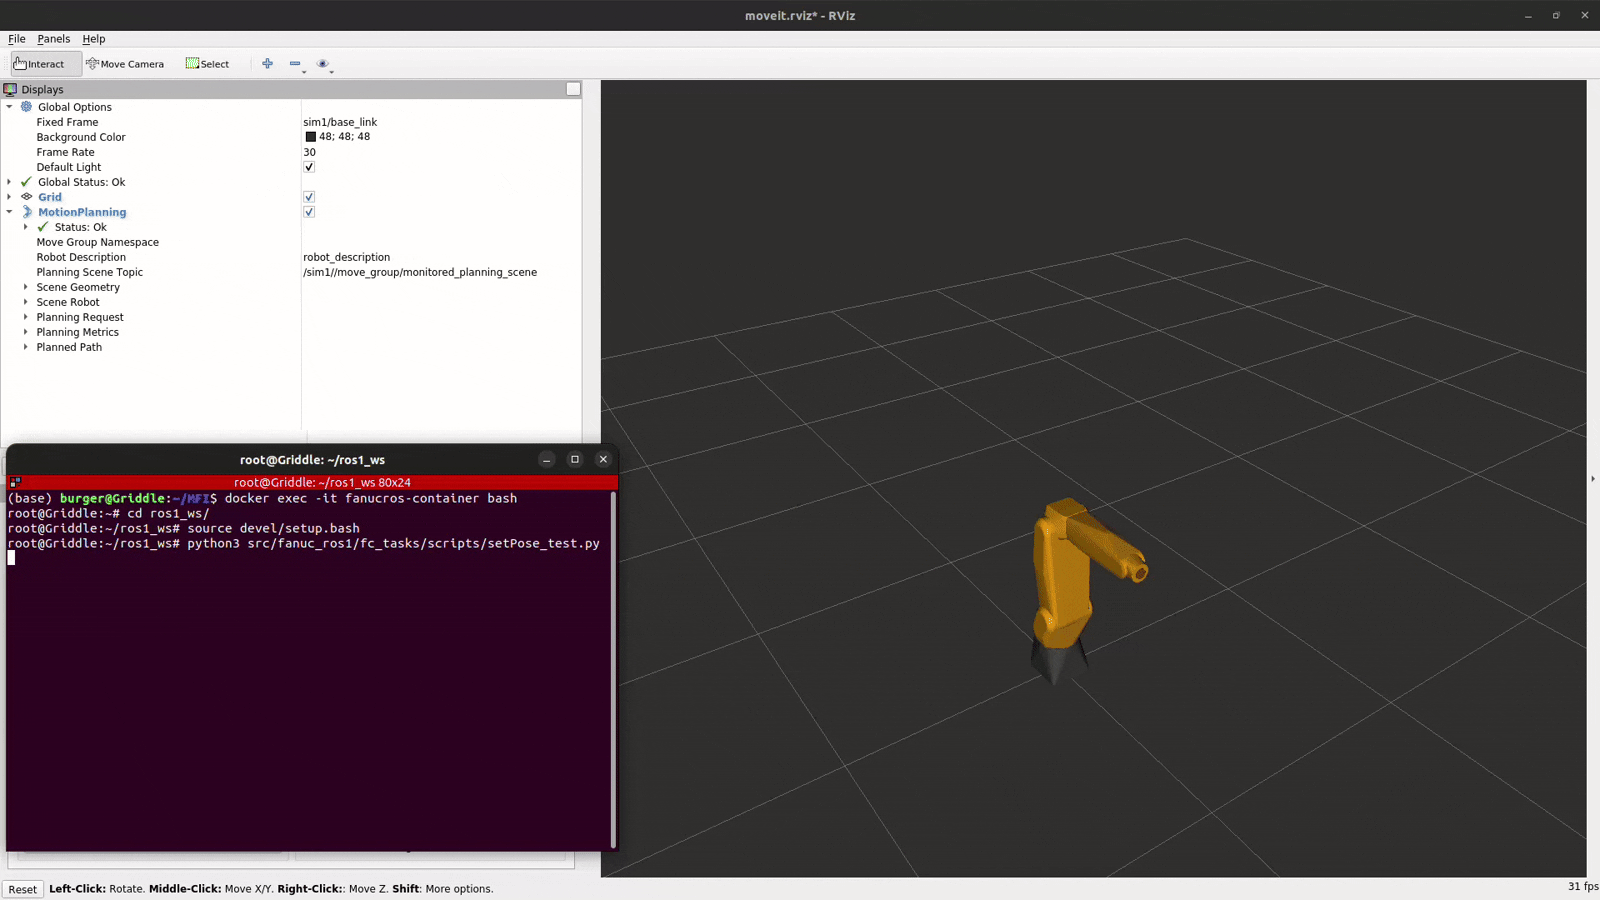 moveit.rviz* - RViz
File Panels Help
Interact Move Camera Select
Displays
Global Options
Fixed Frame sim1/base_link
Background Color 48; 48; 48
Frame Rate 30
Default Light
Global Status: Ok
Grid
MotionPlanning
Status: Ok
Move Group Namespace
Robot Description robot_description
Planning Scene Topic /sim1//move_group/monitored_planning_scene
Scene Geometry
Scene Robot
Planning Request
Planning Metrics
Planned Path
root@Griddle: ~/ros1_ws
root@Griddle: ~/ros1_ws 80x24
(base) burger@Griddle:~/MFI$ docker exec -it fanucros-container bash
root@Griddle:~# cd ros1_ws/
root@Griddle:~/ros1_ws# source devel/setup.bash
root@Griddle:~/ros1_ws# python3 src/fanuc_ros1/fc_tasks/scripts/setPose_test.py
Reset Left-Click: Rotate. Middle-Click: Move X/Y. Right-Click:: Move Z. Shift: More options. 31 fps